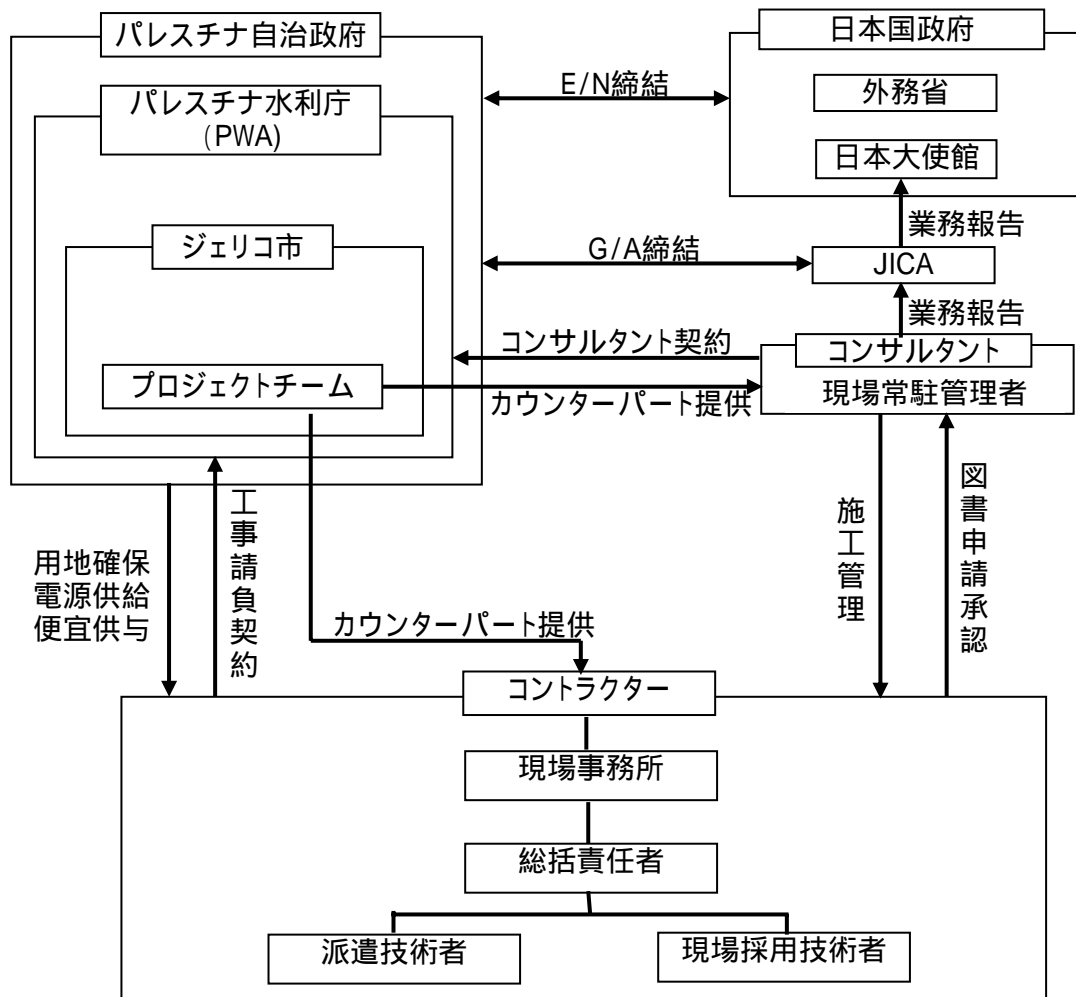 パレスチナ自治政府
日本国政府
パレスチナ水利庁
(PWA)
E/N締結
外務省
日本大使館
業務報告
ジェリコ市
G/A締結
JICA
業務報告
コンサルタント契約
コンサルタント
プロジェクトチーム
カウンターパート提供
現場常駐管理者
用地確保
電源供給
便宜供与
工事請負契約
施工管理
図書申請承認
カウンターパート提供
コントラクター
現場事務所
総括責任者
派遣技術者
現場採用技術者